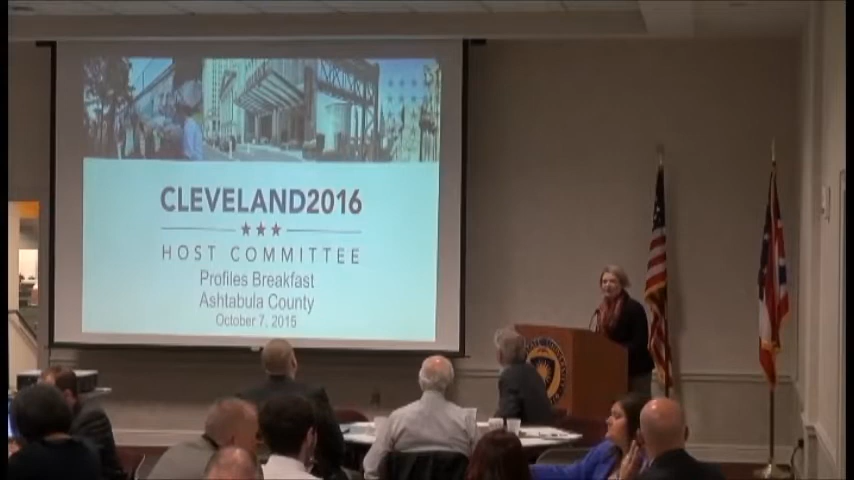 CLEVELAND2016
HOST COMMITTEE
Profiles Breakfast
Ashtabula County
October 7, 2015